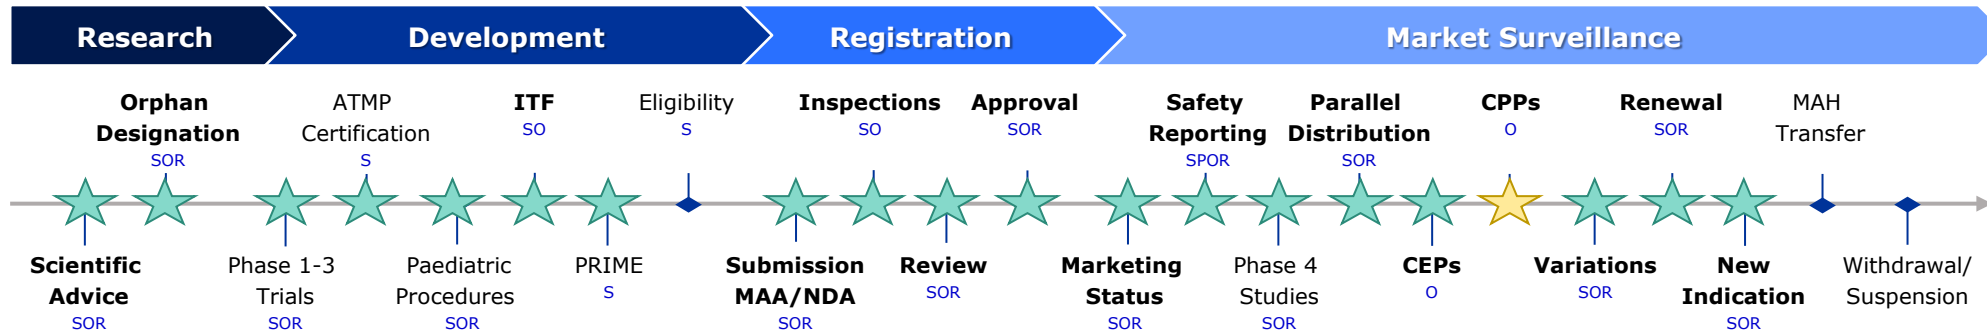 Research
Development
Registration
Market Surveillance
Orphan
Designation
SOR
ATMP
Certification
S
ITF
SO
Eligibility
S
Inspections
SO
Approval
SOR
Safety
Reporting
SPOR
Parallel
Distribution
SOR
CPPs
O
Renewal
SOR
MAH
Transfer
Scientific
Advice
SOR
Phase 1-3
Trials
SOR
Paediatric
Procedures
SOR
PRIME
S
Submission
MAA/NDA
SOR
Review
SOR
Marketing
Status
SOR
Phase 4
Studies
SOR
CEPs
O
Variations
SOR
New
Indication
SOR
Withdrawal/
Suspension